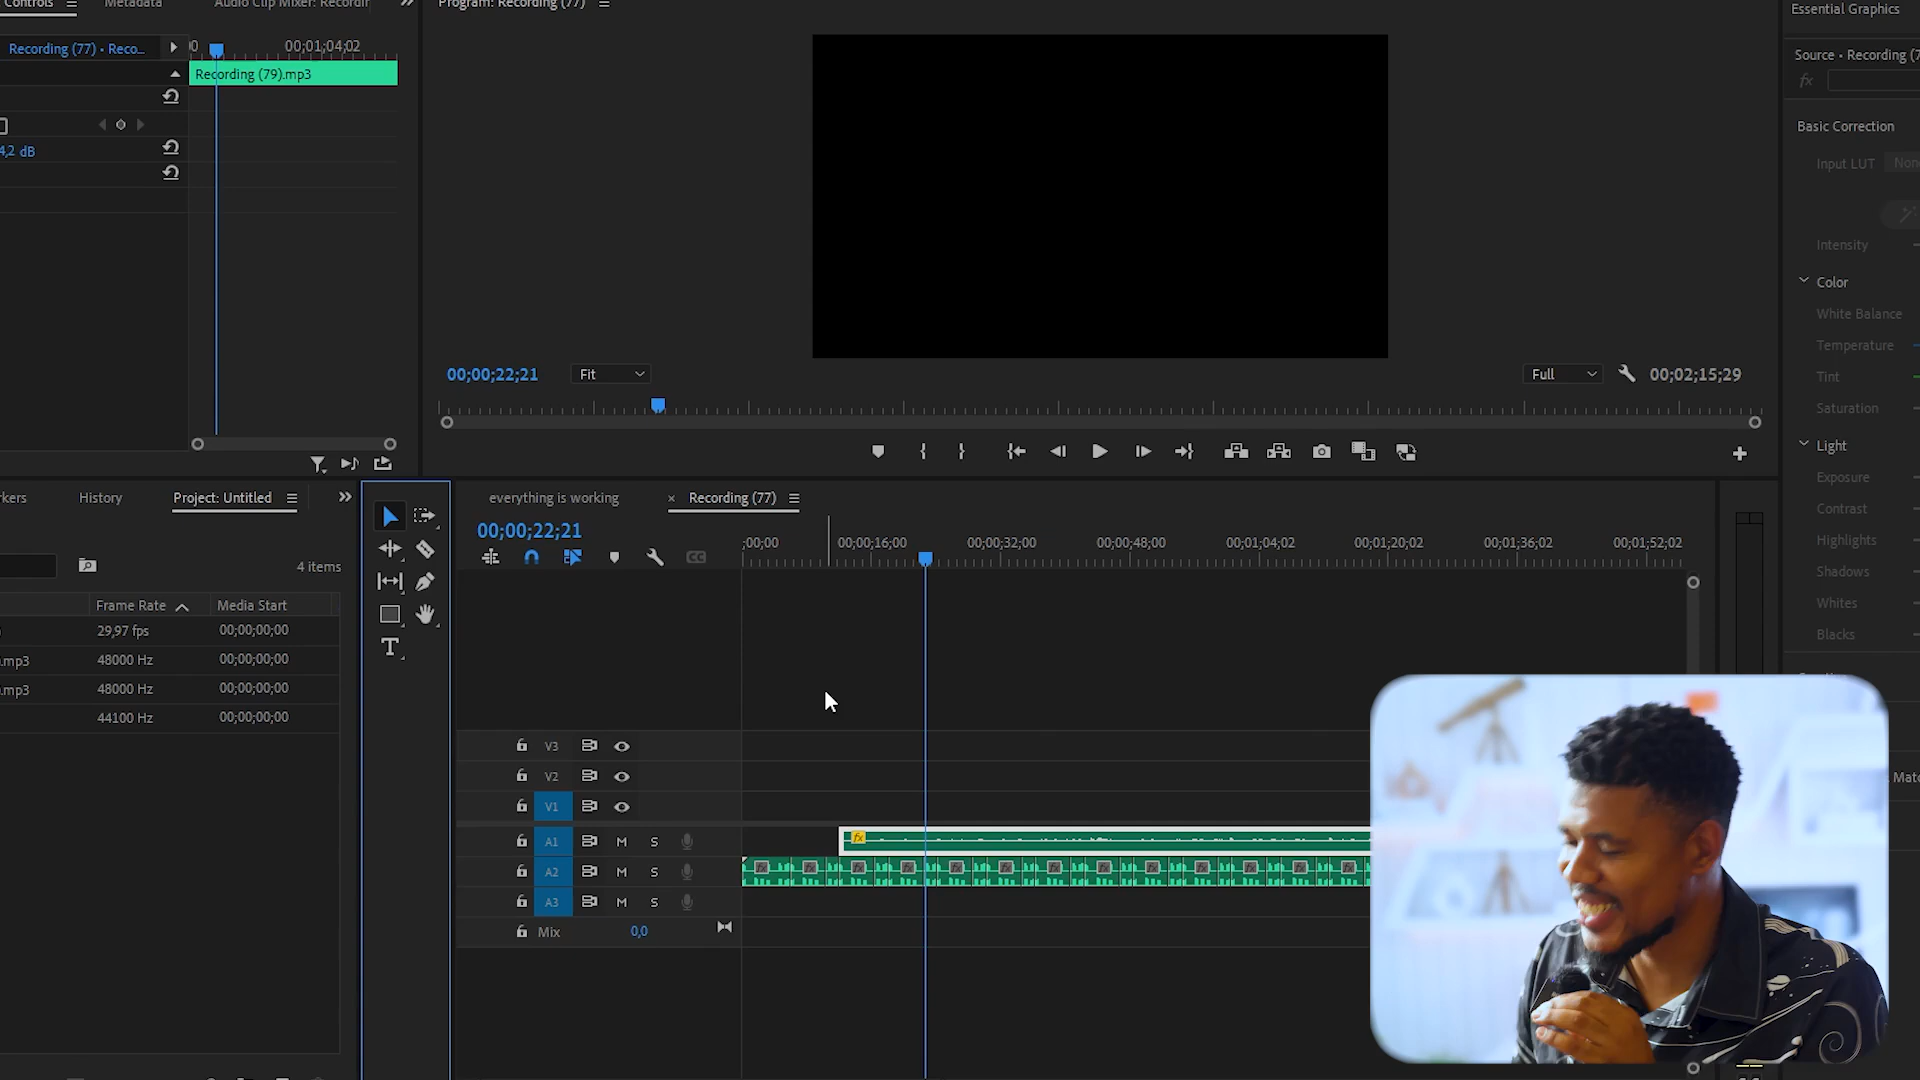 Controls
Metadata
Audio Clip Mixer: Recordin
Program: Recording (77)
Essential Graphics
Recording (77) • Reco...
00;01;04;02
Recording (79).mp3
4,2 dB
Source • Recording (7
fx
Basic Correction
Input LUT
Non
Intensity
Color
White Balance
Temperature
Tint
Saturation
Light
Exposure
Contrast
Highlights
Shadows
Whites
Blacks
00;00;22;21
Fit
Full
00;02;15;29
kers
History
Project: Untitled
4 items
Frame Rate
Media Start
29,97 fps
00;00;00;00
.mp3
48000 Hz
00;00;00;00
.mp3
48000 Hz
00;00;00;00
44100 Hz
00;00;00;00
T
everything is working
× Recording (77)
00;00;22;21
CC
;00;00
00;00;16;00
00;00;32;00
00;00;48;00
00;01;04;02
00;01;20;02
00;01;36;02
00;01;52;02
V3
V2
V1
A1 M S
fx
A2 M S
A3 M S
Mix 0,0
Matc